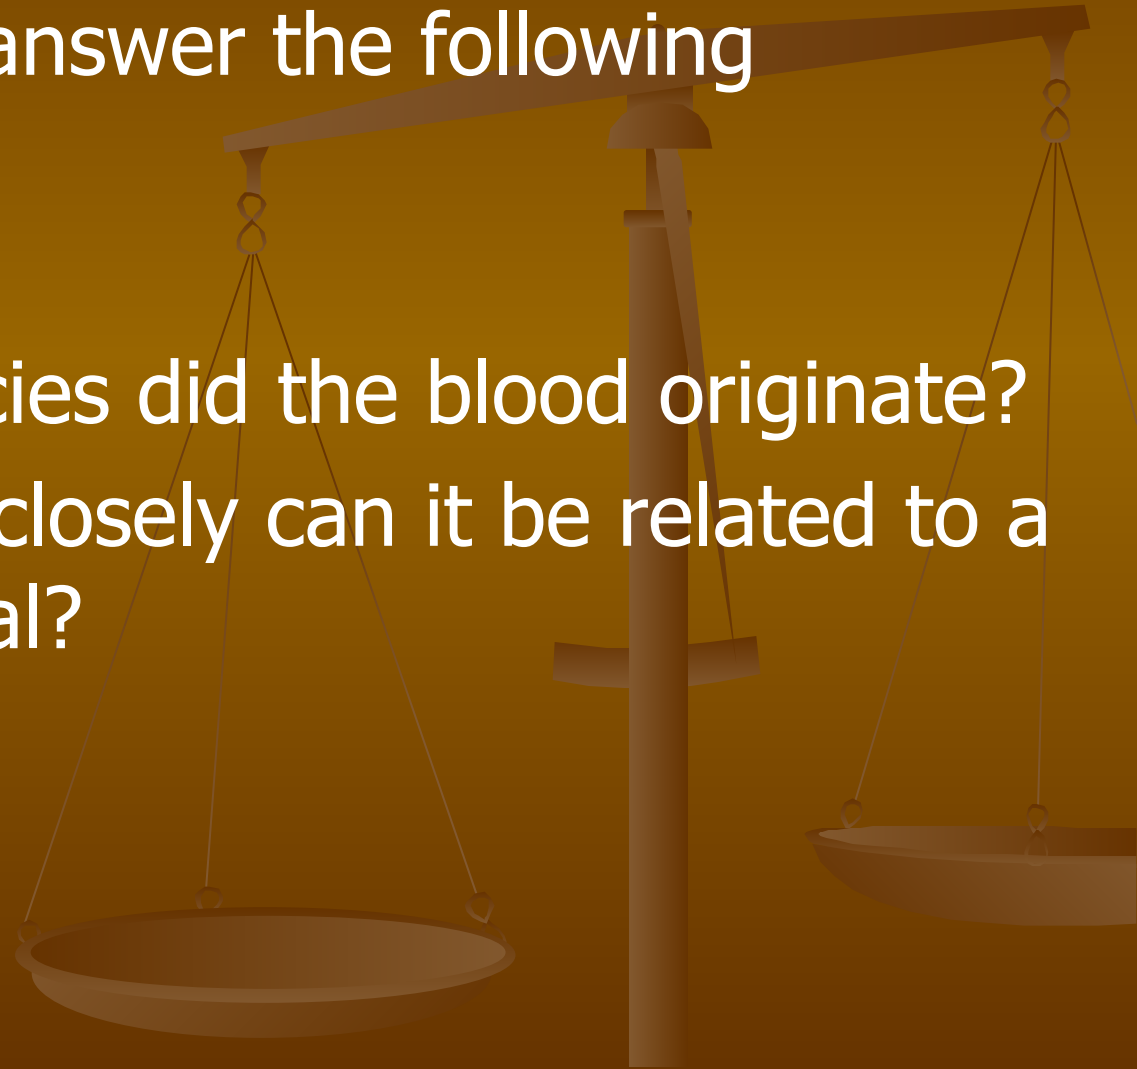 answer the following
cies did the blood originate?
closely can it be related to a
al?